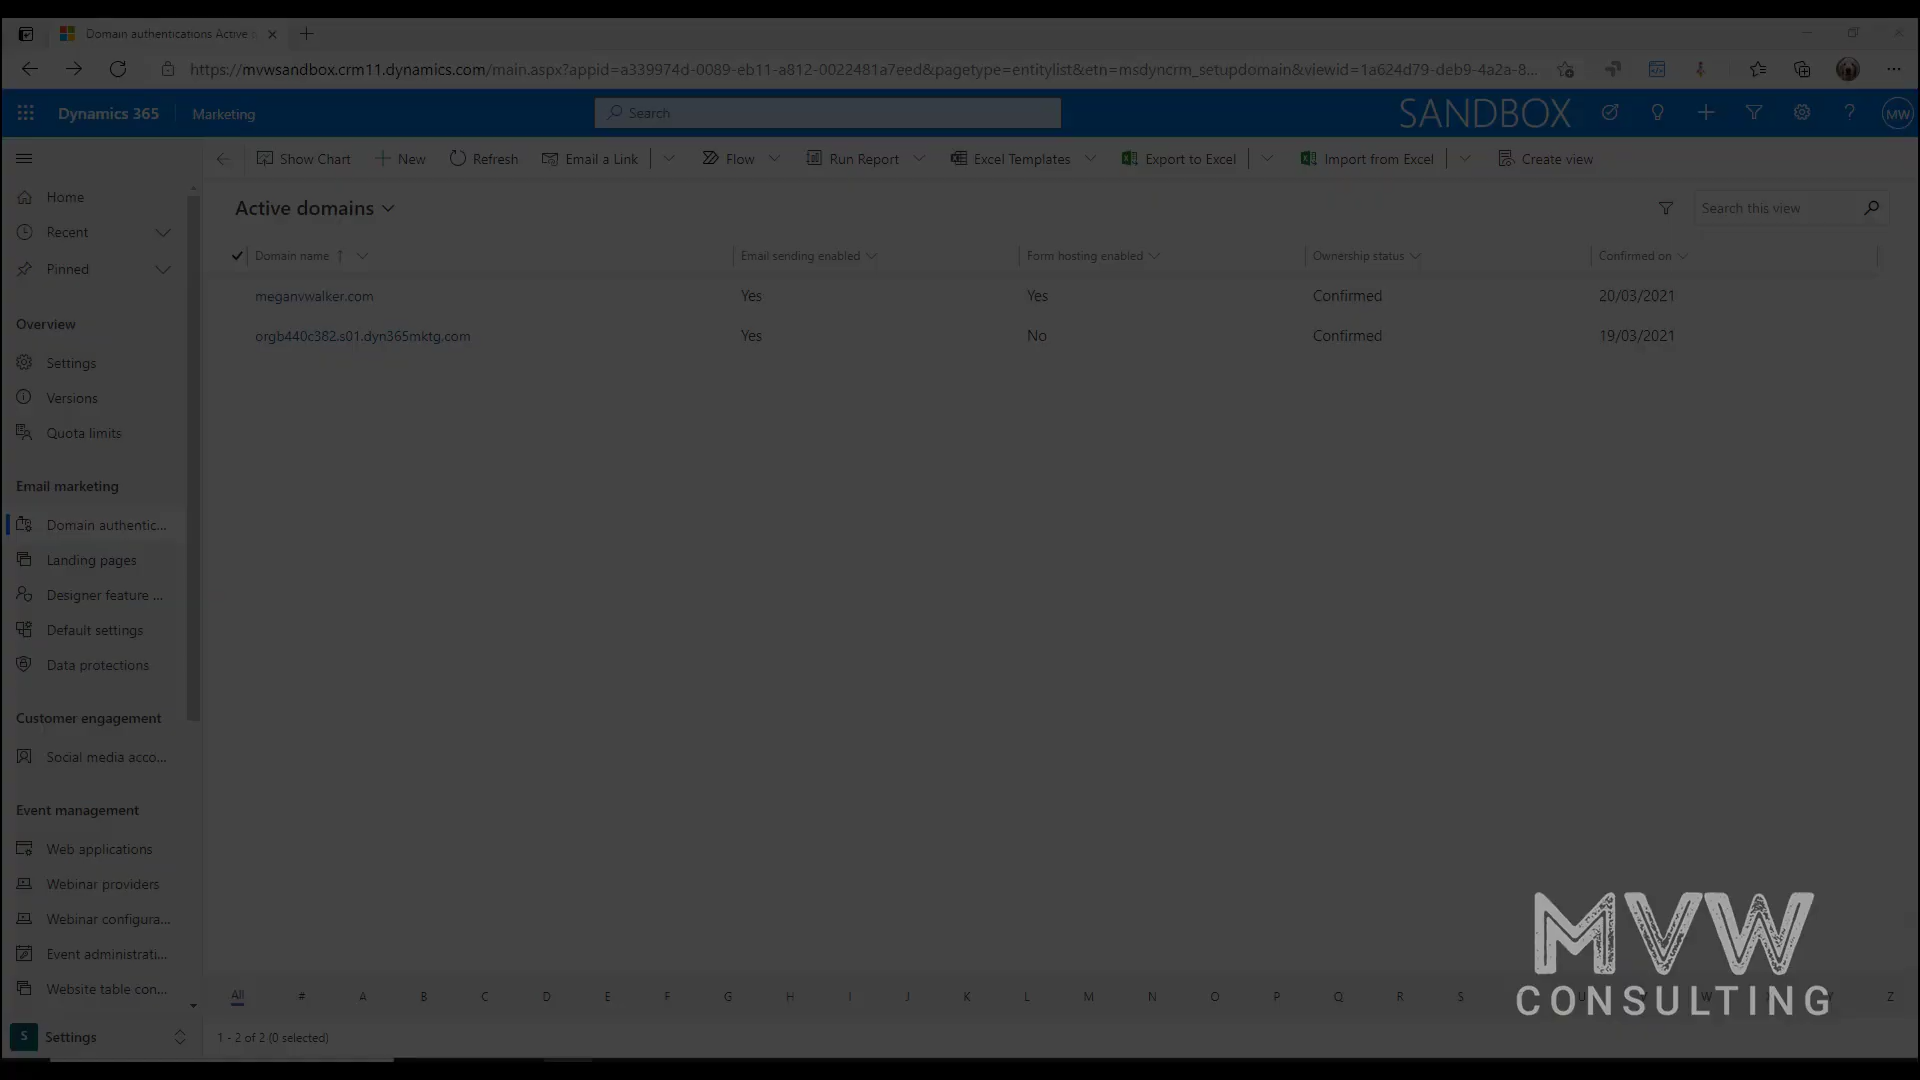 Domain authentications Active
https://mvwsandbox.crm11.dynamics.com/main.aspx?appid=a339974d-0089-eb11-a812-0022481a7eed&pagetype=entitylist&etn=msdyncrm_setupdomain&viewid=1a624d79-deb9-4a2a-8...
Dynamics 365 Marketing Search SANDBOX MW
Show Chart New Refresh Email a Link Flow Run Report Excel Templates Export to Excel Import from Excel Create view
Home
Recent
Pinned
Overview
Settings
Versions
Quota limits
Email marketing
Domain authentic...
Landing pages
Designer feature ...
Default settings
Data protections
Customer engagement
Social media acco...
Event management
Web applications
Webinar providers
Webinar configura...
Event administrati...
Website table con...
S Settings
Active domains
Search this view
Domain name Email sending enabled Form hosting enabled Ownership status Confirmed on
meganvwalker.com Yes Yes Confirmed 20/03/2021
orgb440c382.s01.dyn365mktg.com Yes No Confirmed 19/03/2021
All # A B C D E F G H I J K L M N O P Q R S U W Y Z
1 - 2 of 2 (0 selected)
MVW
CONSULTING